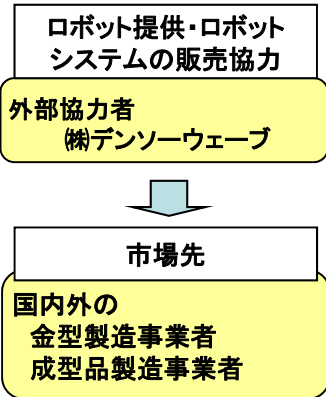 ロボット提供・ロボット
システムの販売協力
外部協力者
㈱デンソーウェーブ
市場先
国内外の
金型製造事業者
成型品製造事業者